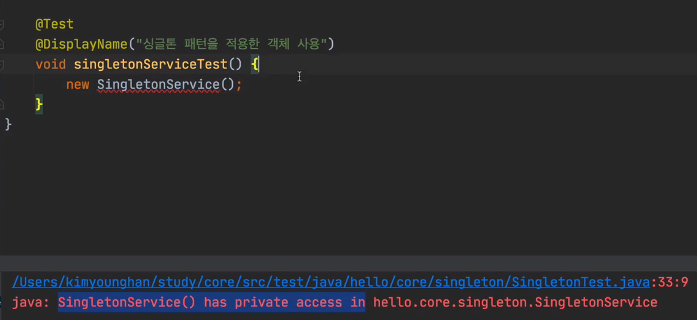 @Test
@DisplayName("싱글톤 패턴을 적용한 객체 사용")
void singletonServiceTest() {
new SingletonService();
}
}
/Users/kimyounghan/study/core/src/test/java/hello/core/singleton/SingletonTest.java:33:9
java: SingletonService() has private access in hello.core.singleton.SingletonService